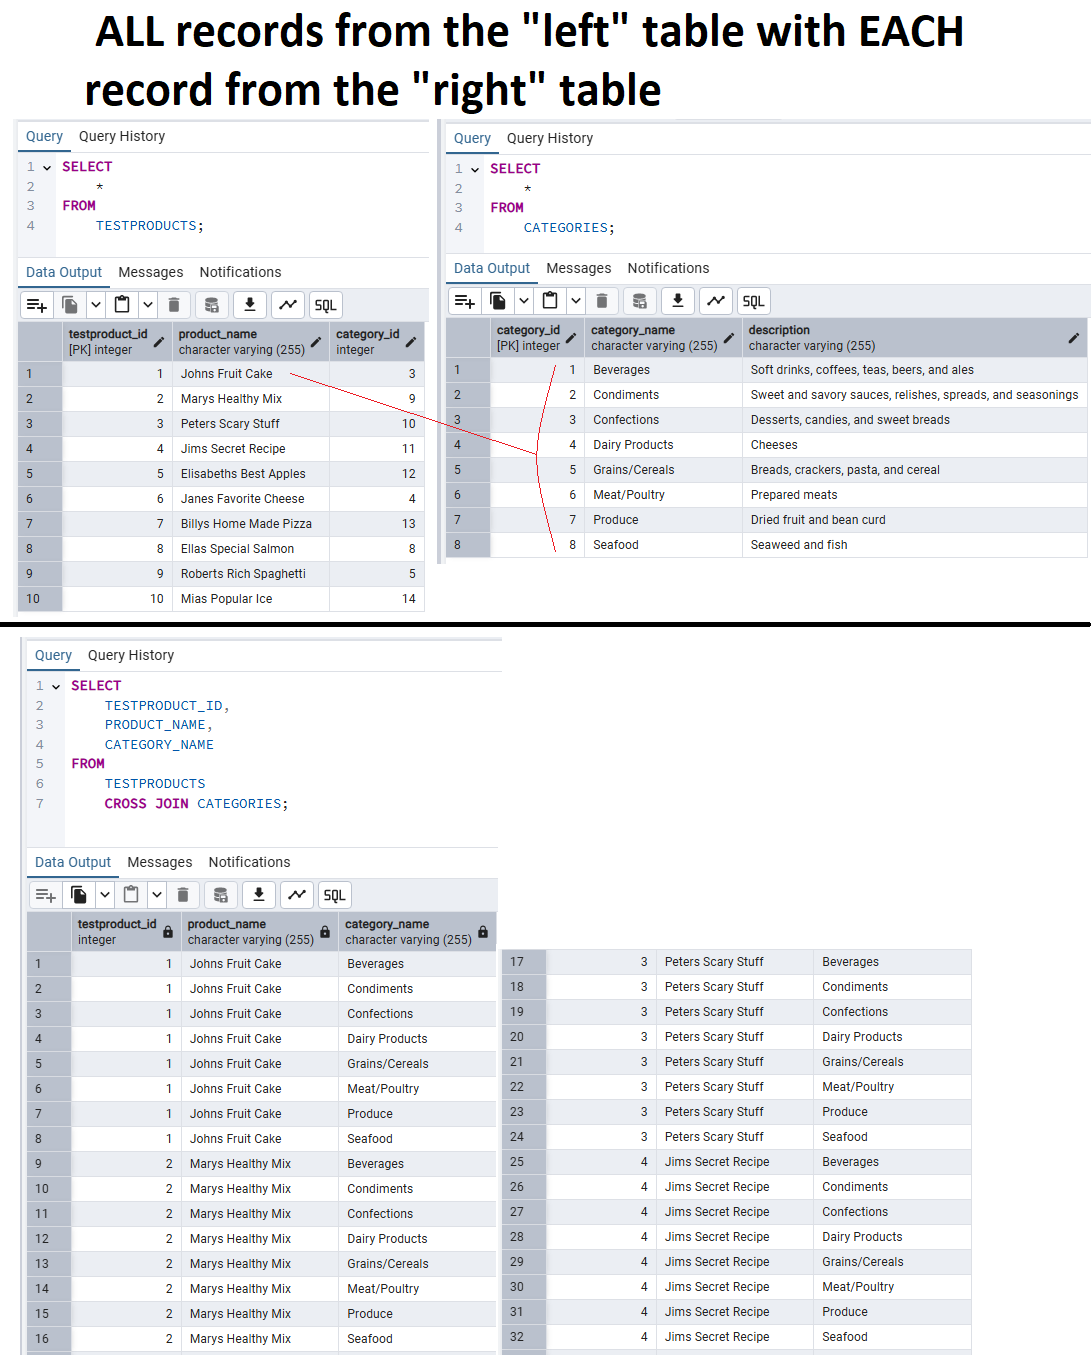 ALL records from the "left" table with EACH
record from the "right" table
Query Query History
1 SELECT
2 *
3 FROM
4 TESTPRODUCTS;
Data Output Messages Notifications
SQL
testproduct_id product_name category_id
[PK] integer character varying (255) integer
1 1 Johns Fruit Cake 3
2 2 Marys Healthy Mix 9
3 3 Peters Scary Stuff 10
4 4 Jims Secret Recipe 11
5 5 Elisabeths Best Apples 12
6 6 Janes Favorite Cheese 4
7 7 Billys Home Made Pizza 13
8 8 Ellas Special Salmon 8
9 9 Roberts Rich Spaghetti 5
10 10 Mias Popular Ice 14
Query Query History
1 SELECT
2 *
3 FROM
4 CATEGORIES;
Data Output Messages Notifications
SQL
category_id category_name description
[PK] integer character varying (255) character varying (255)
1 1 Beverages Soft drinks, coffees, teas, beers, and ales
2 2 Condiments Sweet and savory sauces, relishes, spreads, and seasonings
3 3 Confections Desserts, candies, and sweet breads
4 4 Dairy Products Cheeses
5 5 Grains/Cereals Breads, crackers, pasta, and cereal
6 6 Meat/Poultry Prepared meats
7 7 Produce Dried fruit and bean curd
8 8 Seafood Seaweed and fish
Query Query History
1 SELECT
2 TESTPRODUCT_ID,
3 PRODUCT_NAME,
4 CATEGORY_NAME
5 FROM
6 TESTPRODUCTS
7 CROSS JOIN CATEGORIES;
Data Output Messages Notifications
SQL
testproduct_id product_name category_name
integer character varying (255) character varying (255)
1 1 Johns Fruit Cake Beverages
2 1 Johns Fruit Cake Condiments
3 1 Johns Fruit Cake Confections
4 1 Johns Fruit Cake Dairy Products
5 1 Johns Fruit Cake Grains/Cereals
6 1 Johns Fruit Cake Meat/Poultry
7 1 Johns Fruit Cake Produce
8 1 Johns Fruit Cake Seafood
9 2 Marys Healthy Mix Beverages
10 2 Marys Healthy Mix Condiments
11 2 Marys Healthy Mix Confections
12 2 Marys Healthy Mix Dairy Products
13 2 Marys Healthy Mix Grains/Cereals
14 2 Marys Healthy Mix Meat/Poultry
15 2 Marys Healthy Mix Produce
16 2 Marys Healthy Mix Seafood
17 3 Peters Scary Stuff Beverages
18 3 Peters Scary Stuff Condiments
19 3 Peters Scary Stuff Confections
20 3 Peters Scary Stuff Dairy Products
21 3 Peters Scary Stuff Grains/Cereals
22 3 Peters Scary Stuff Meat/Poultry
23 3 Peters Scary Stuff Produce
24 3 Peters Scary Stuff Seafood
25 4 Jims Secret Recipe Beverages
26 4 Jims Secret Recipe Condiments
27 4 Jims Secret Recipe Confections
28 4 Jims Secret Recipe Dairy Products
29 4 Jims Secret Recipe Grains/Cereals
30 4 Jims Secret Recipe Meat/Poultry
31 4 Jims Secret Recipe Produce
32 4 Jims Secret Recipe Seafood